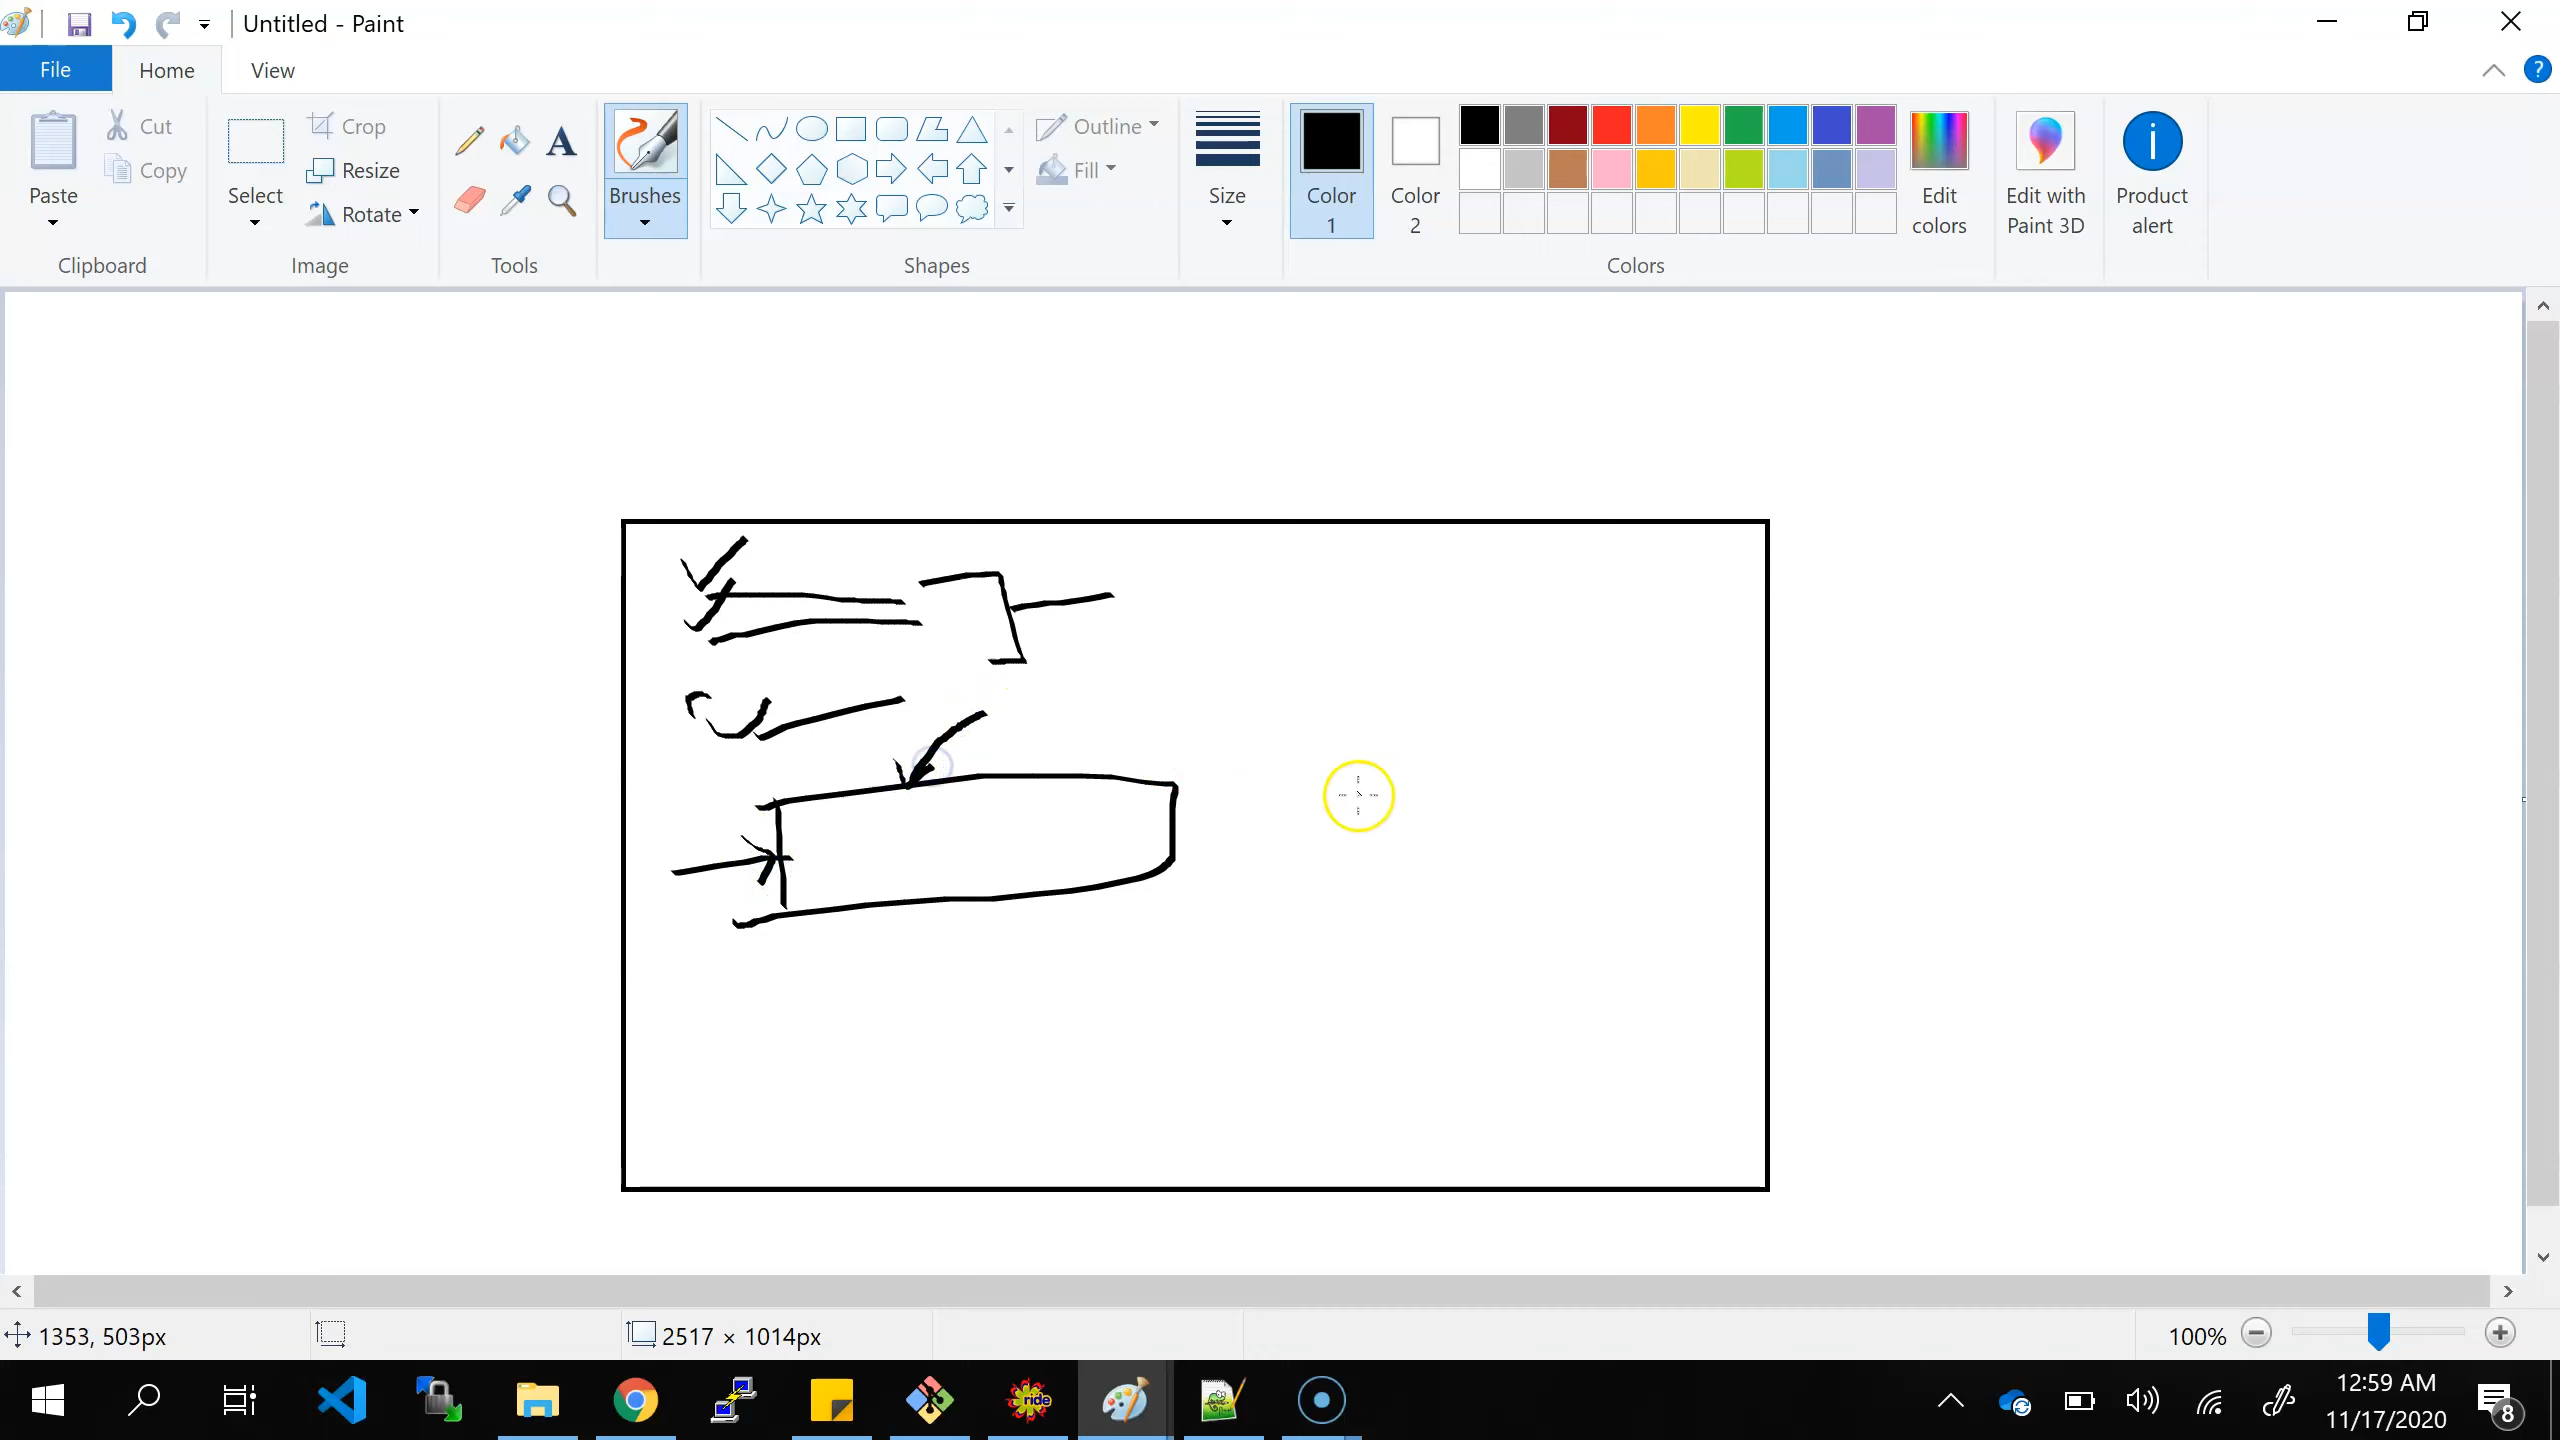 Untitled - Paint
File Home View
Paste Cut Copy Select Crop Resize Rotate Brushes Outline Fill Size Color 1 Color 2 Edit colors Edit with Paint 3D Product alert
Clipboard Image Tools Shapes Colors
1353, 503px 2517 × 1014px 100%
ride
12:59 AM
11/17/2020
8